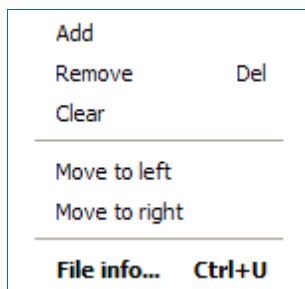 Add
Remove Del
Clear
Move to left
Move to right
File info... Ctrl+U